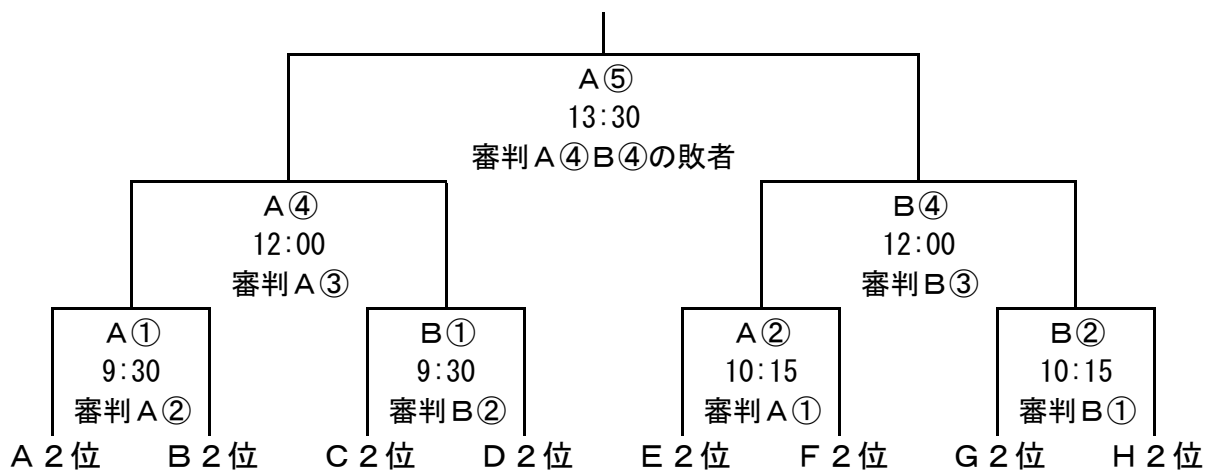 A⑤
13:30
審判A④B④の敗者
A④
12:00
審判A③
B④
12:00
審判B③
A①
9:30
審判A②
B①
9:30
審判B②
A②
10:15
審判A①
B②
10:15
審判B①
A2位 B2位 C2位 D2位 E2位 F2位 G2位 H2位